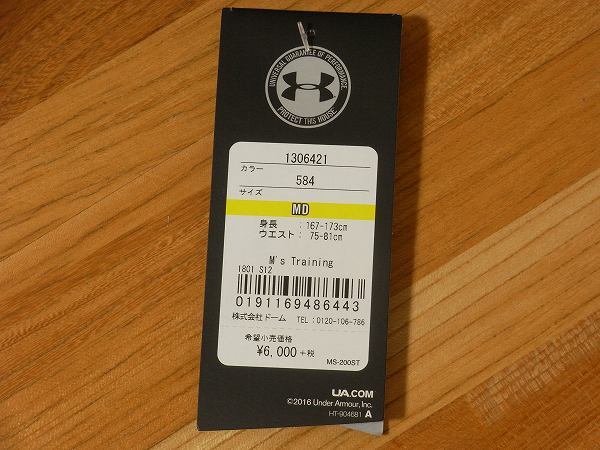 UNIVERSAL GUARANTEE OF PERFORMANCE
PROTECT THIS HOUSE
1306421
カラー
584
サイズ
MD
身長 : 167-173cm
ウエスト: 75-81cm
M's Training
1801 S12
0191169486443
株式会社ドーム TEL:0120-106-786
希望小売価格
¥6,000 +税
MS-200ST
UA.COM
©2016 Under Armour, Inc.
HT-904681 A